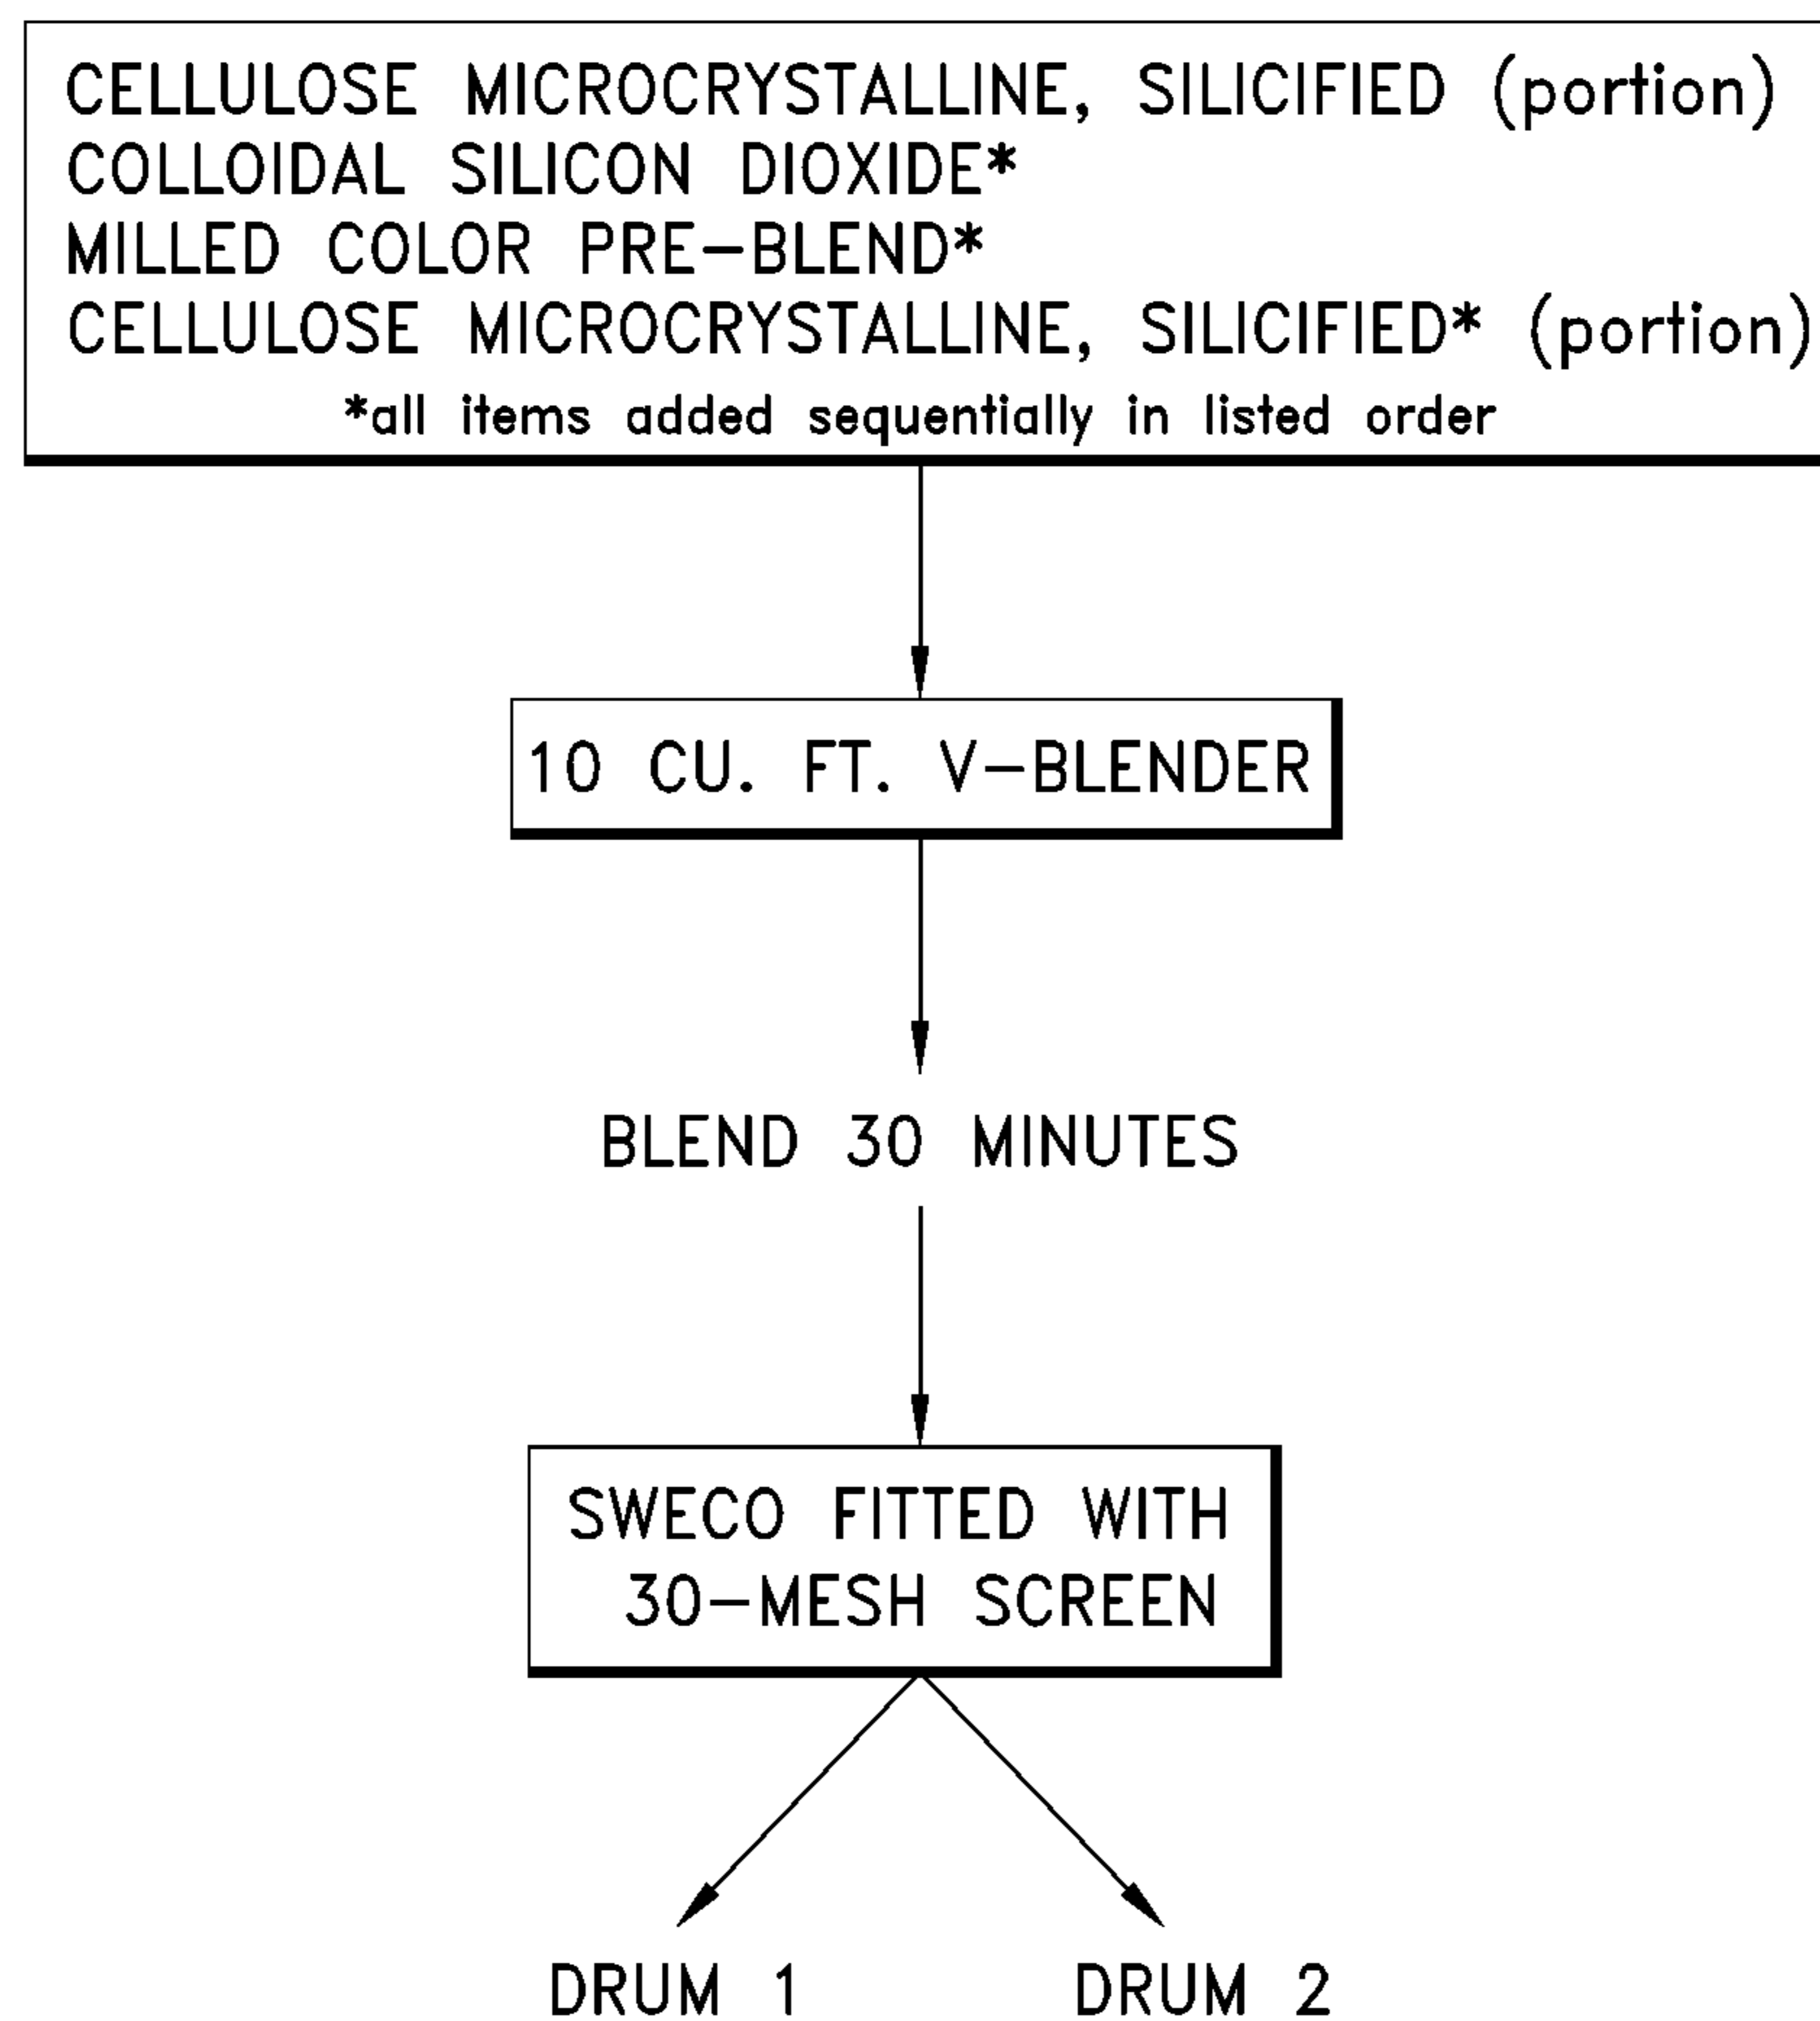 CELLULOSE MICROCRYSTALLINE, SILICIFIED (portion)
COLLOIDAL SILICON DIOXIDE*
MILLED COLOR PRE-BLEND*
CELLULOSE MICROCRYSTALLINE, SILICIFIED* (portion)
*all items added sequentially in listed order
10 CU. FT. V-BLENDER
BLEND 30 MINUTES
SWECO FITTED WITH
30-MESH SCREEN
DRUM 1 DRUM 2